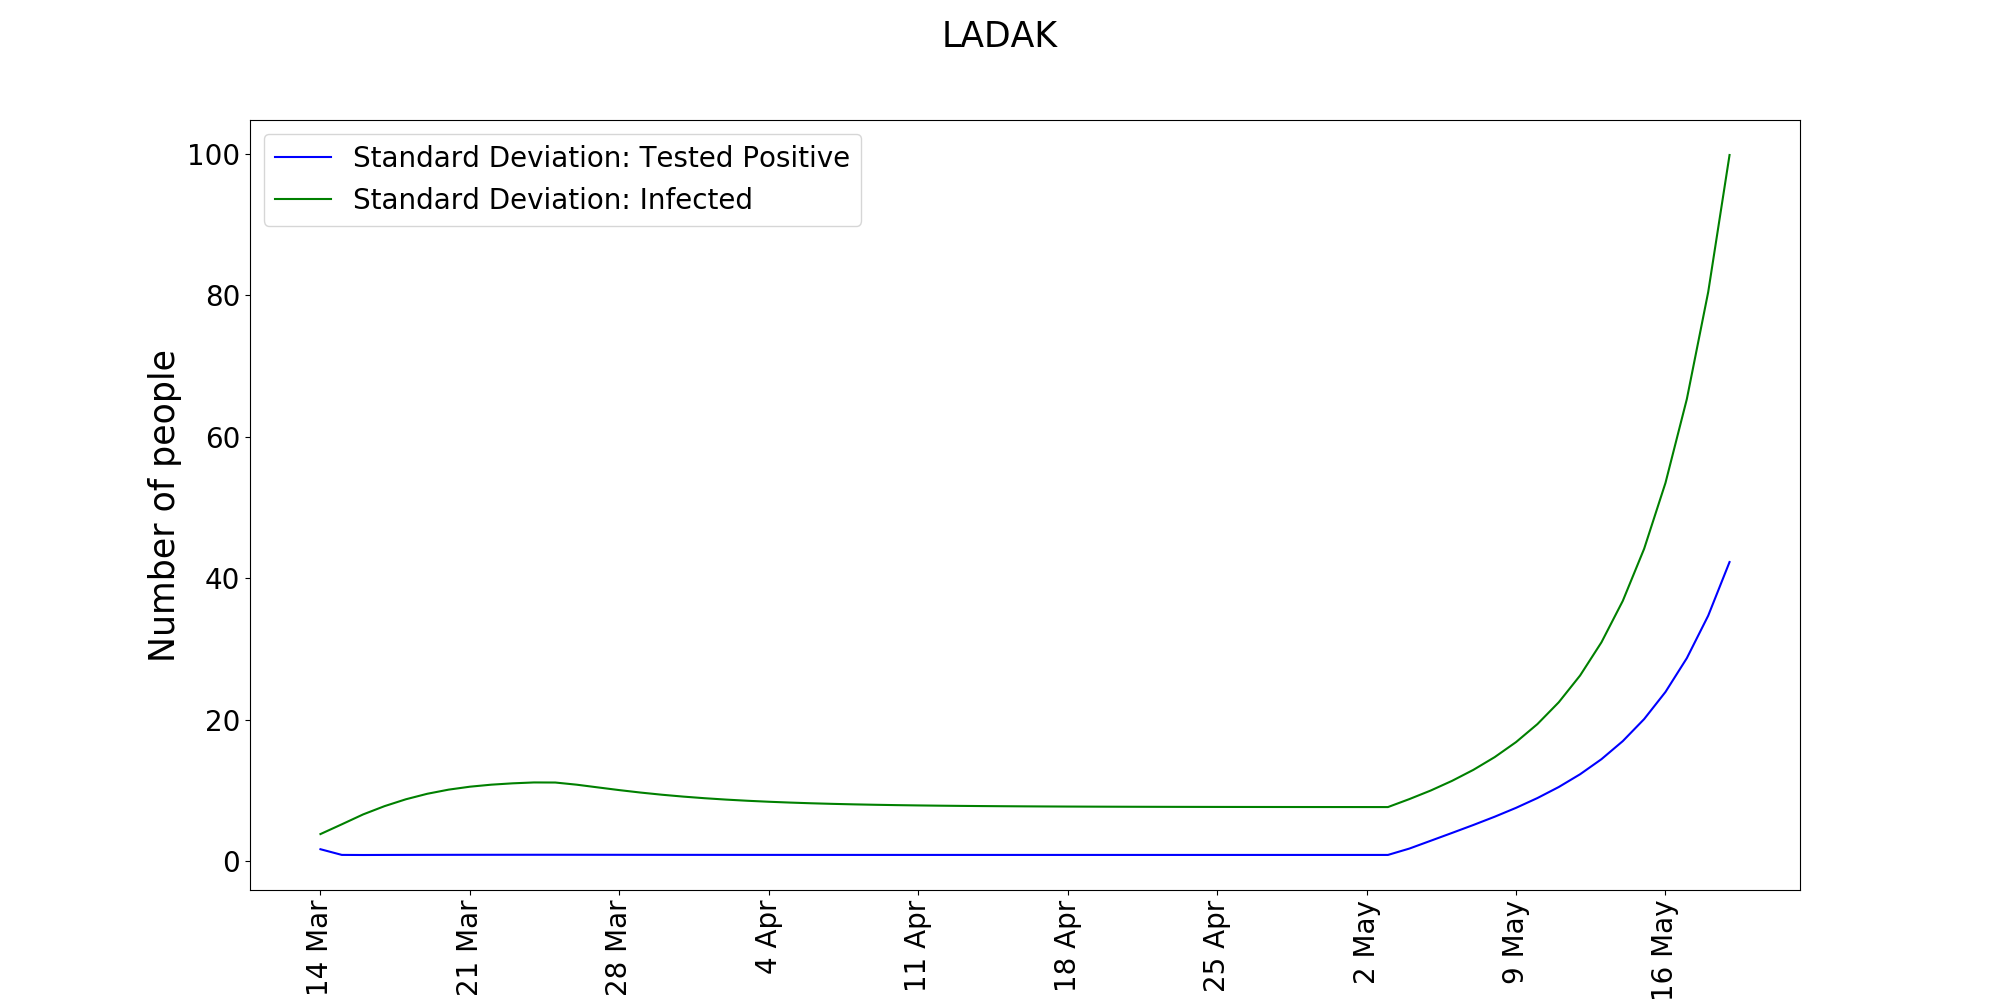 LADAK
Standard Deviation: Tested Positive
Standard Deviation: Infected
Number of people
100
80
60
40
20
0
14 Mar
21 Mar
28 Mar
4 Apr
11 Apr
18 Apr
25 Apr
2 May
9 May
16 May